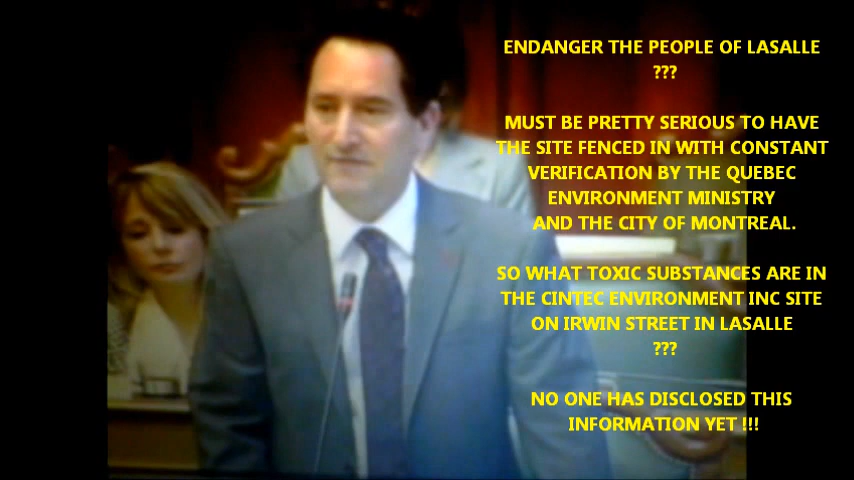 ENDANGER THE PEOPLE OF LASALLE
???
MUST BE PRETTY SERIOUS TO HAVE
THE SITE FENCED IN WITH CONSTANT
VERIFICATION BY THE QUEBEC
ENVIRONMENT MINISTRY
AND THE CITY OF MONTREAL.
SO WHAT TOXIC SUBSTANCES ARE IN
THE CINTEC ENVIRONMENT INC SITE
ON IRWIN STREET IN LASALLE
???
NO ONE HAS DISCLOSED THIS
INFORMATION YET !!!